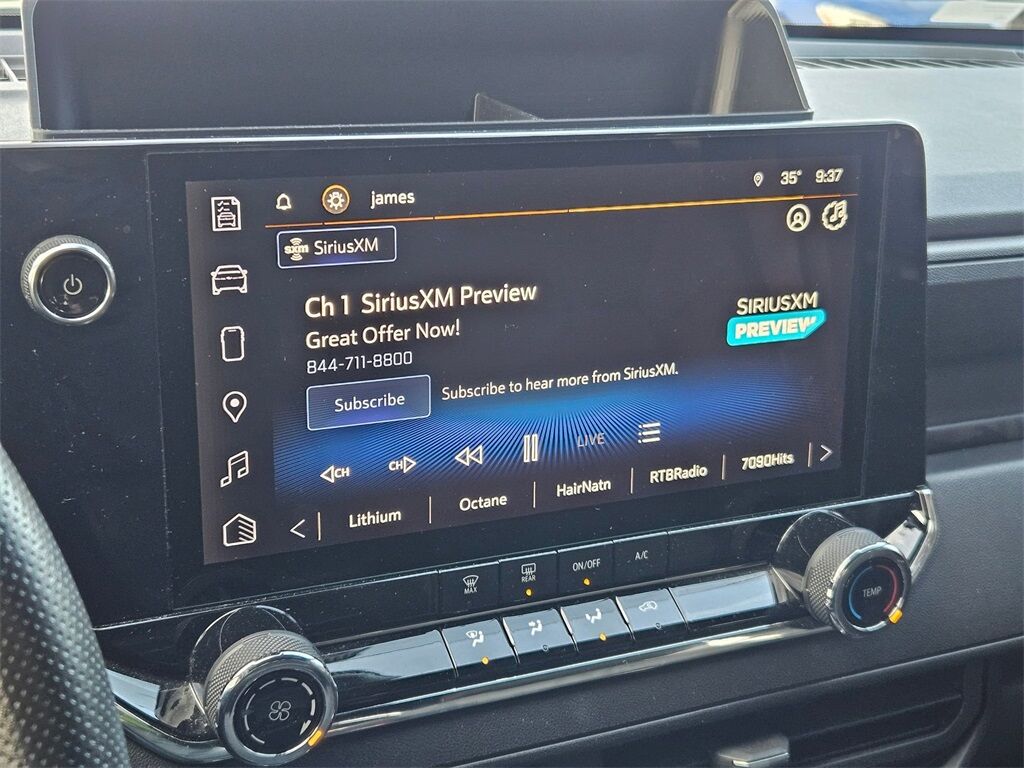 james
35° 9:37
sxm SiriusXM
Ch 1 SiriusXM Preview
Great Offer Now!
844-711-8800
SIRIUSXM
PREVIEW
Subscribe
Subscribe to hear more from SiriusXM.
CH CH LIVE
Lithium Octane HairNatn RTBRadio 7090Hits
MAX REAR ON/OFF A/C
TEMP